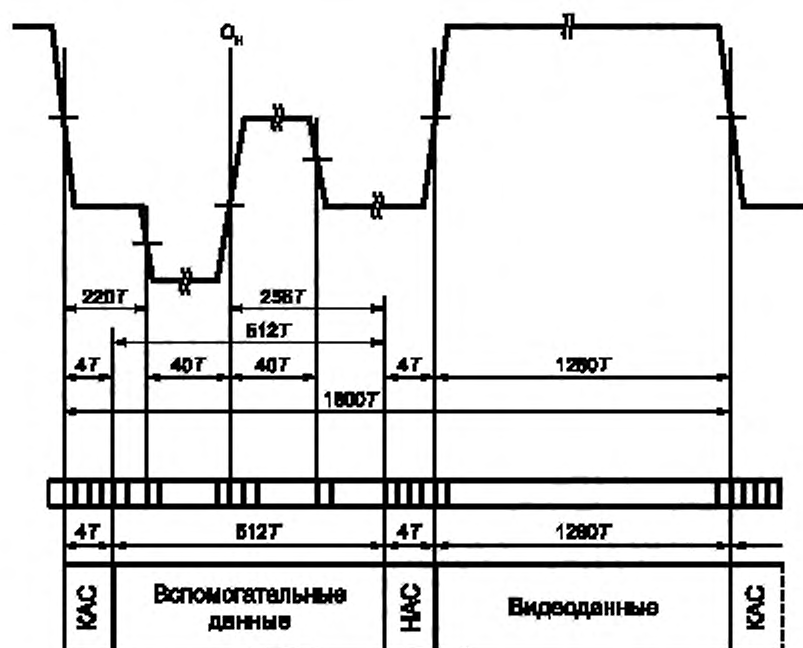 Oн
220T 256T
512T
4T 40T 40T 4T 1280T
1800T
4T 512T 4T 1280T
КАС Вспомогательные данные НАС Видеоданные КАС